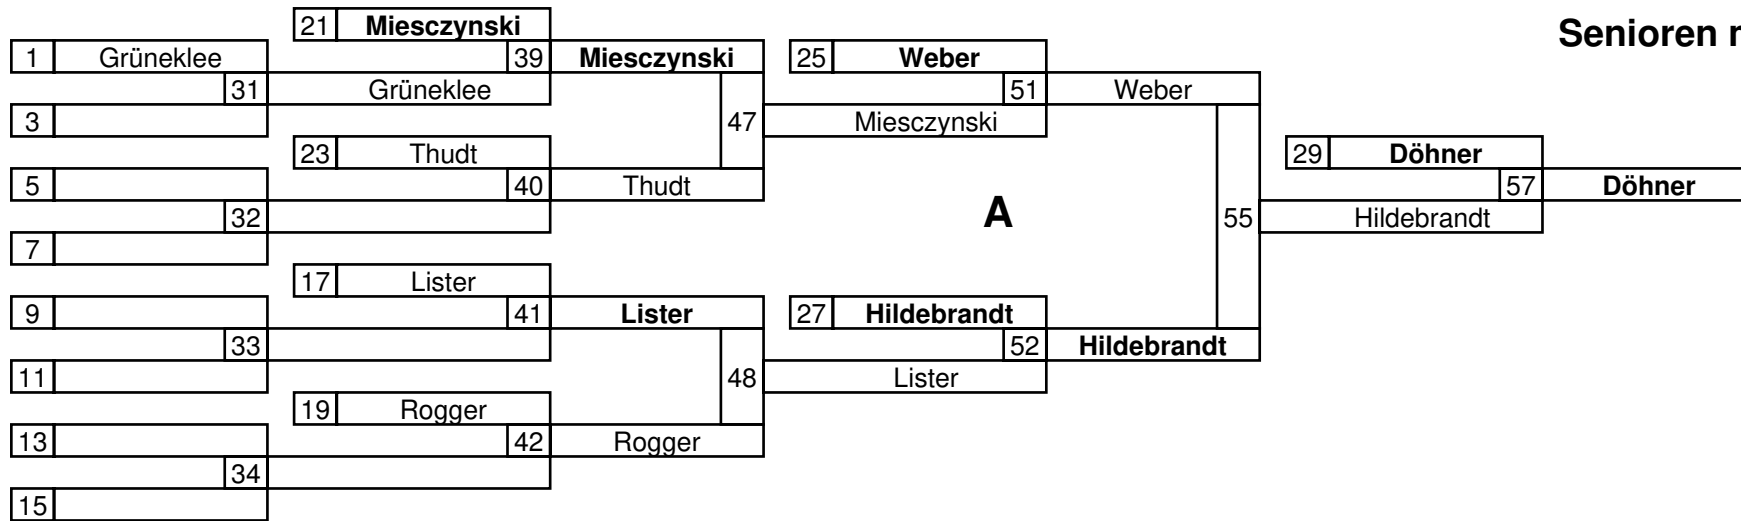 21 Miesczynski
Senioren
1 Grüneklee 39 Miesczynski 25 Weber
31 Grüneklee 51 Weber
3 47 Miesczynski
23 Thudt 29 Döhner
5 40 Thudt 57 Döhner
32 A 55 Hildebrandt
7
17 Lister
9 41 Lister 27 Hildebrandt
33 52 Hildebrandt
11 48 Lister
19 Rogger
13 42 Rogger
34
15